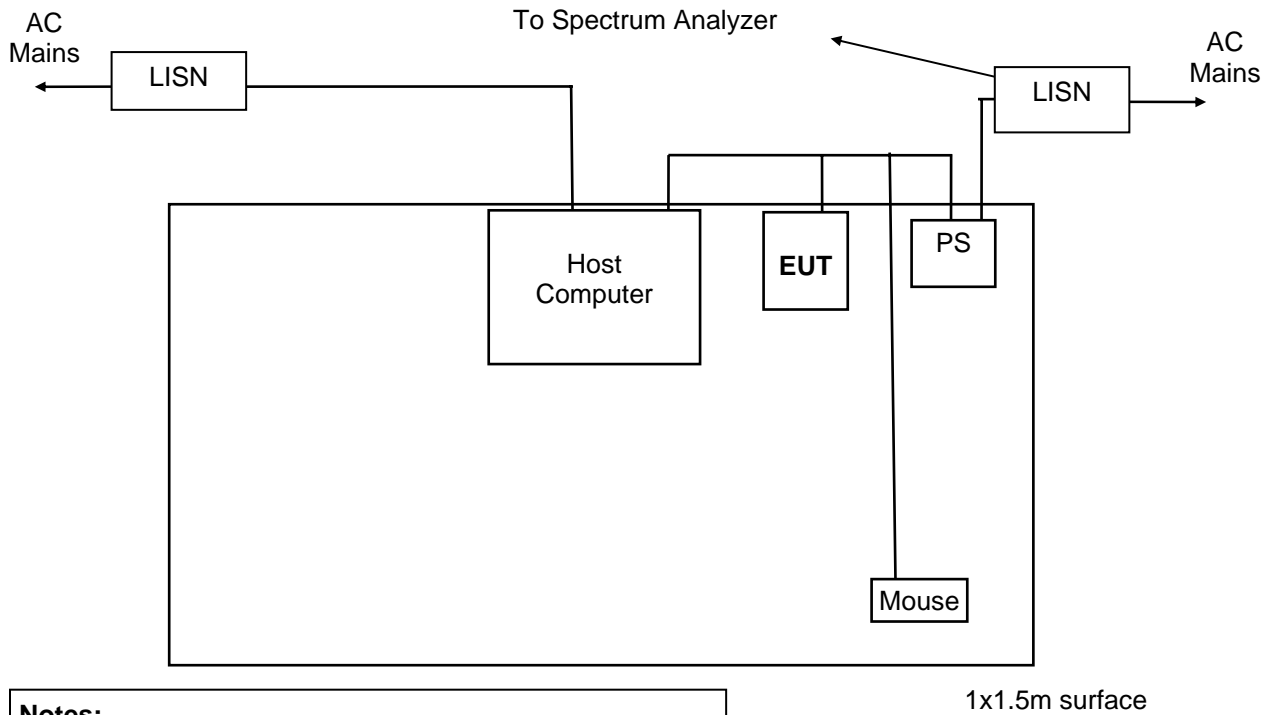 To Spectrum Analyzer
AC
Mains
LISN
LISN
AC
Mains
Host
Computer
EUT
PS
Mouse
1x1.5m surface
Notes: